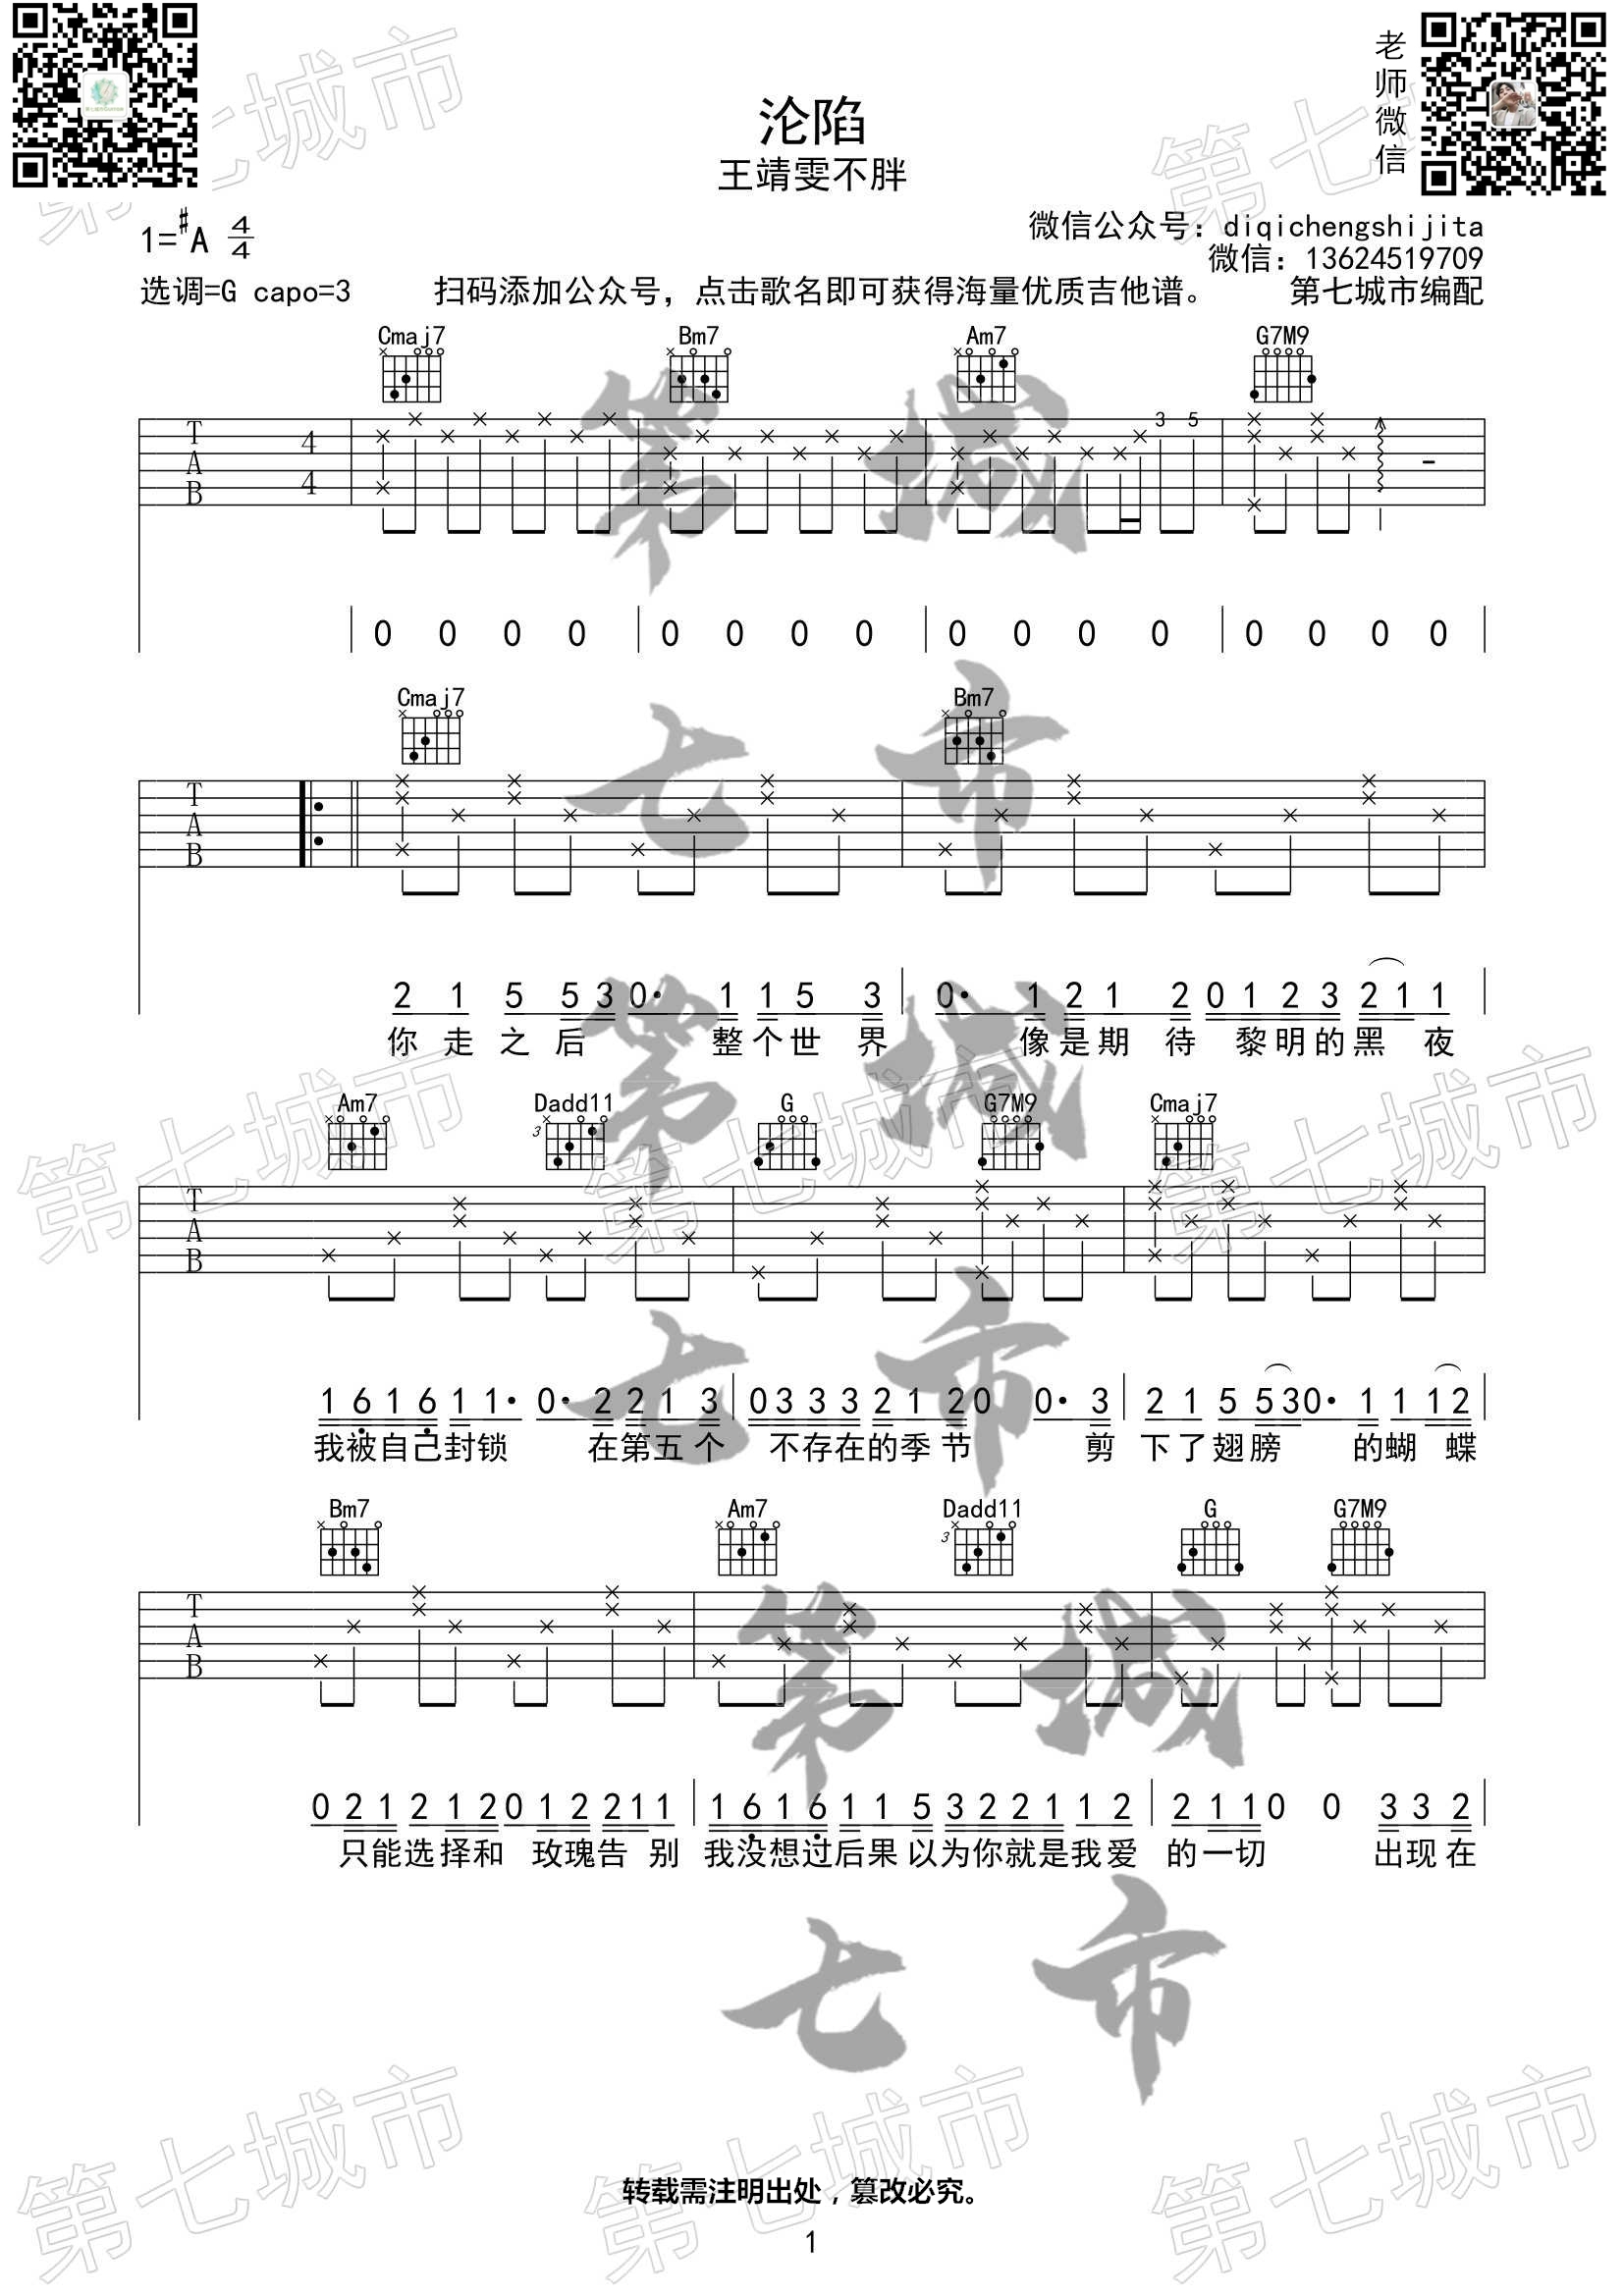 老师微信
沦陷
王靖雯不胖
1=#A 4/4
微信公众号: diqichengshijita
微信: 13624519709
选调=G capo=3 扫码添加公众号，点击歌名即可获得海量优质吉他谱。 第七城市编配
Cmaj7 Bm7 Am7 G7M9
3 5
T A B 4/4
0 0 0 0 0 0 0 0 0 0 0 0 0 0 0 0
Cmaj7 Bm7
T A B
2 1 5 5 3 0· 1 1 5 3 0· 1 2 1 2 0 1 2 3 2 1 1
你走之后 整个世界 像是期待 黎明的黑夜
Am7 Dadd11 G G7M9 Cmaj7
3
T A B
1 6 1 6 1 1· 0· 2 2 1 3 0 3 3 3 2 1 2 0 0· 3 2 1 5 5 3 0· 1 1 1 2
我被自己封锁 在第五个 不存在的季节 剪 下了翅膀 的蝴蝶
Bm7 Am7 Dadd11 G G7M9
3
T A B
0 2 1 2 1 2 0 1 2 2 1 1 1 6 1 6 1 1 5 3 2 2 1 1 2 2 1 1 0 0 3 3 2
只能选择和 玫瑰告别 我没想过后果以为你就是我爱 的一切 出现在
第七城市
转载需注明出处，篡改必究。
1